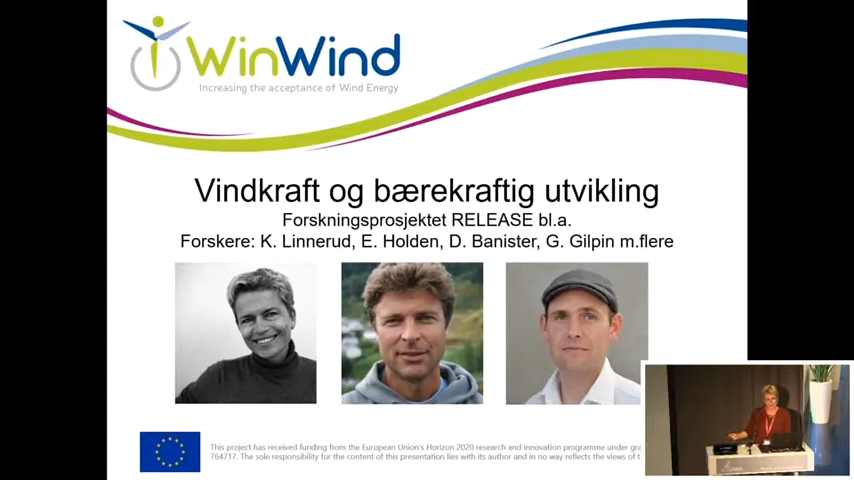 WinWind
Increasing the acceptance of Wind Energy
Vindkraft og bærekraftig utvikling
Forskningsprosjektet RELEASE bl.a.
Forskere: K. Linnerud, E. Holden, D. Banister, G. Gilpin m.flere
This project has received funding from the European Union's Horizon 2020 research and innovation programme under
764717. The sole responsibility for the content of this presentation lies with its author and in no way reflects the views of